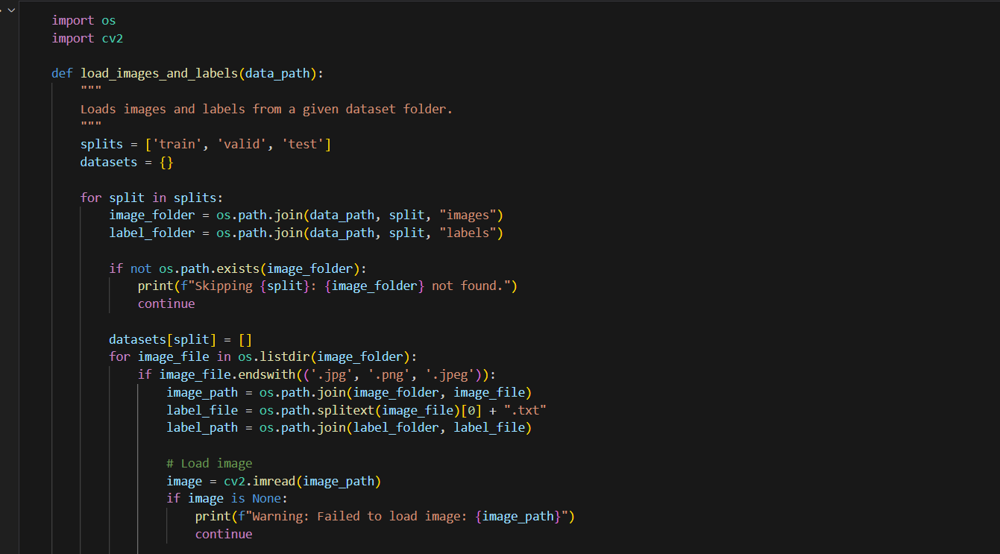 import os
import cv2

def load_images_and_labels(data_path):
    """
    Loads images and labels from a given dataset folder.
    """
    splits = ['train', 'valid', 'test']
    datasets = {}

    for split in splits:
        image_folder = os.path.join(data_path, split, "images")
        label_folder = os.path.join(data_path, split, "labels")

        if not os.path.exists(image_folder):
            print(f"Skipping {split}: {image_folder} not found.")
            continue

        datasets[split] = []
        for image_file in os.listdir(image_folder):
            if image_file.endswith(('.jpg', '.png', '.jpeg')):
                image_path = os.path.join(image_folder, image_file)
                label_file = os.path.splitext(image_file)[0] + ".txt"
                label_path = os.path.join(label_folder, label_file)

                # Load image
                image = cv2.imread(image_path)
                if image is None:
                    print(f"Warning: Failed to load image: {image_path}")
                    continue